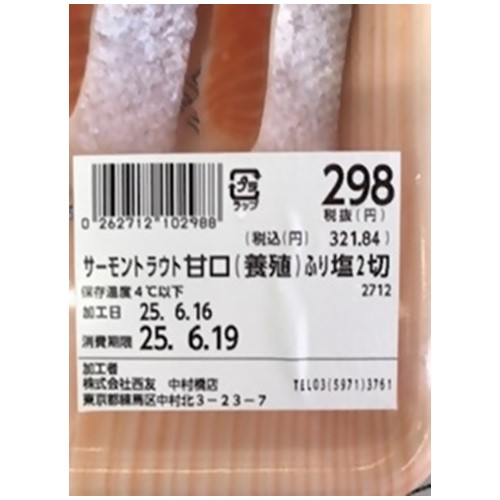 プラ
ラップ
298
税抜(円)
0 262712 102988
(税込(円) 321.84)
サーモントラウト甘口(養殖)ふり塩2切
保存温度4℃以下
2712
加工日 25. 6.16
消費期限 25. 6.19
加工者
株式会社西友 中村橋店
TEL03(5971)3761
東京都練馬区中村北3-23-7